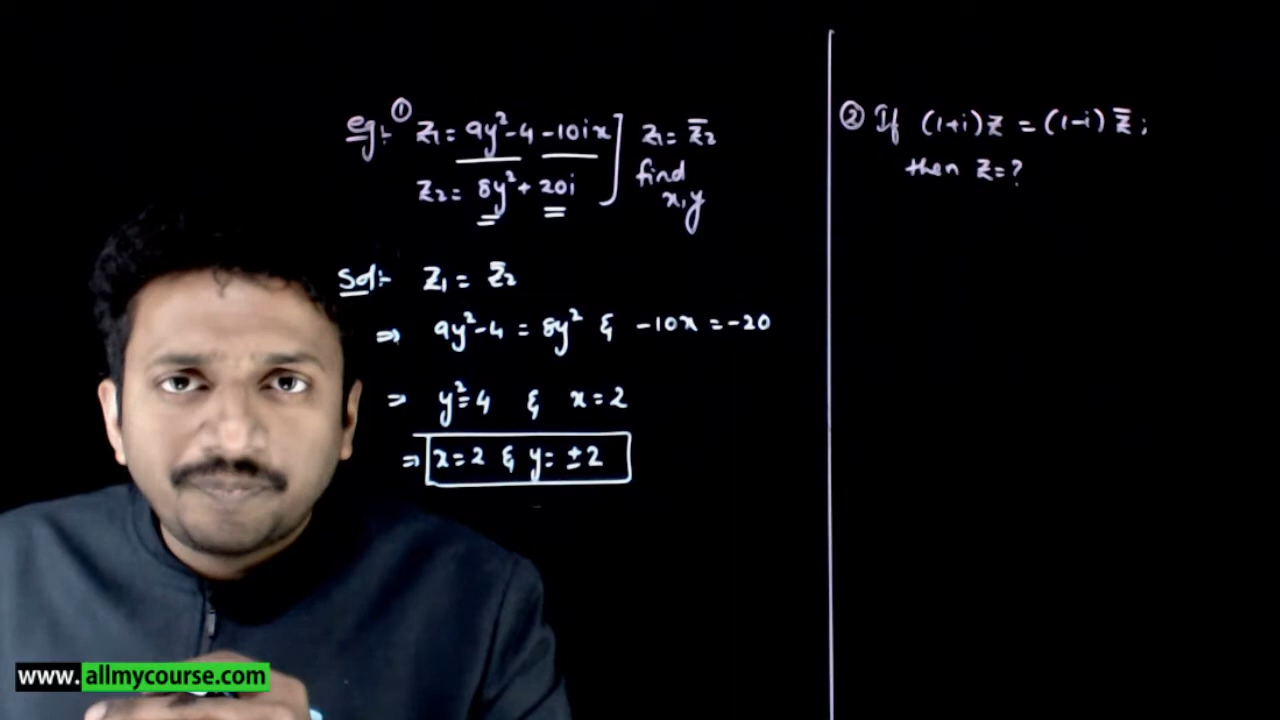 eg:- ① z₁ = 9y²-4 -10ix ] z₁ = z̄₂
z₂ = 8y² + 20i find x, y
Sol:- z₁ = z̄₂
⇒ 9y²-4 = 8y² & -10x = -20
⇒ y² = 4 & x = 2
⇒ x = 2 & y = ±2
② If (1+i)z = (1-i) z̄ ;
then z = ?
www.allmycourse.com